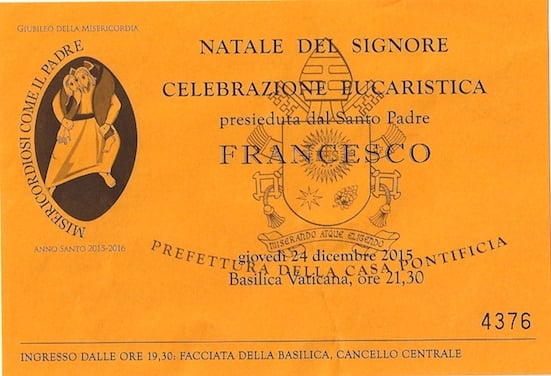 GIUBILEO DELLA MISERICORDIA
MISERICORDIOSI COME IL PADRE
ANNO SANTO 2015-2016
NATALE DEL SIGNORE
CELEBRAZIONE EUCARISTICA
presieduta dal Santo Padre
FRANCESCO
MISERANDO ATQUE ELIGENDO
PREFETTURA DELLA CASA PONTIFICIA
giovedì 24 dicembre 2015
Basilica Vaticana, ore 21,30
4376
INGRESSO DALLE ORE 19,30: FACCIATA DELLA BASILICA, CANCELLO CENTRALE